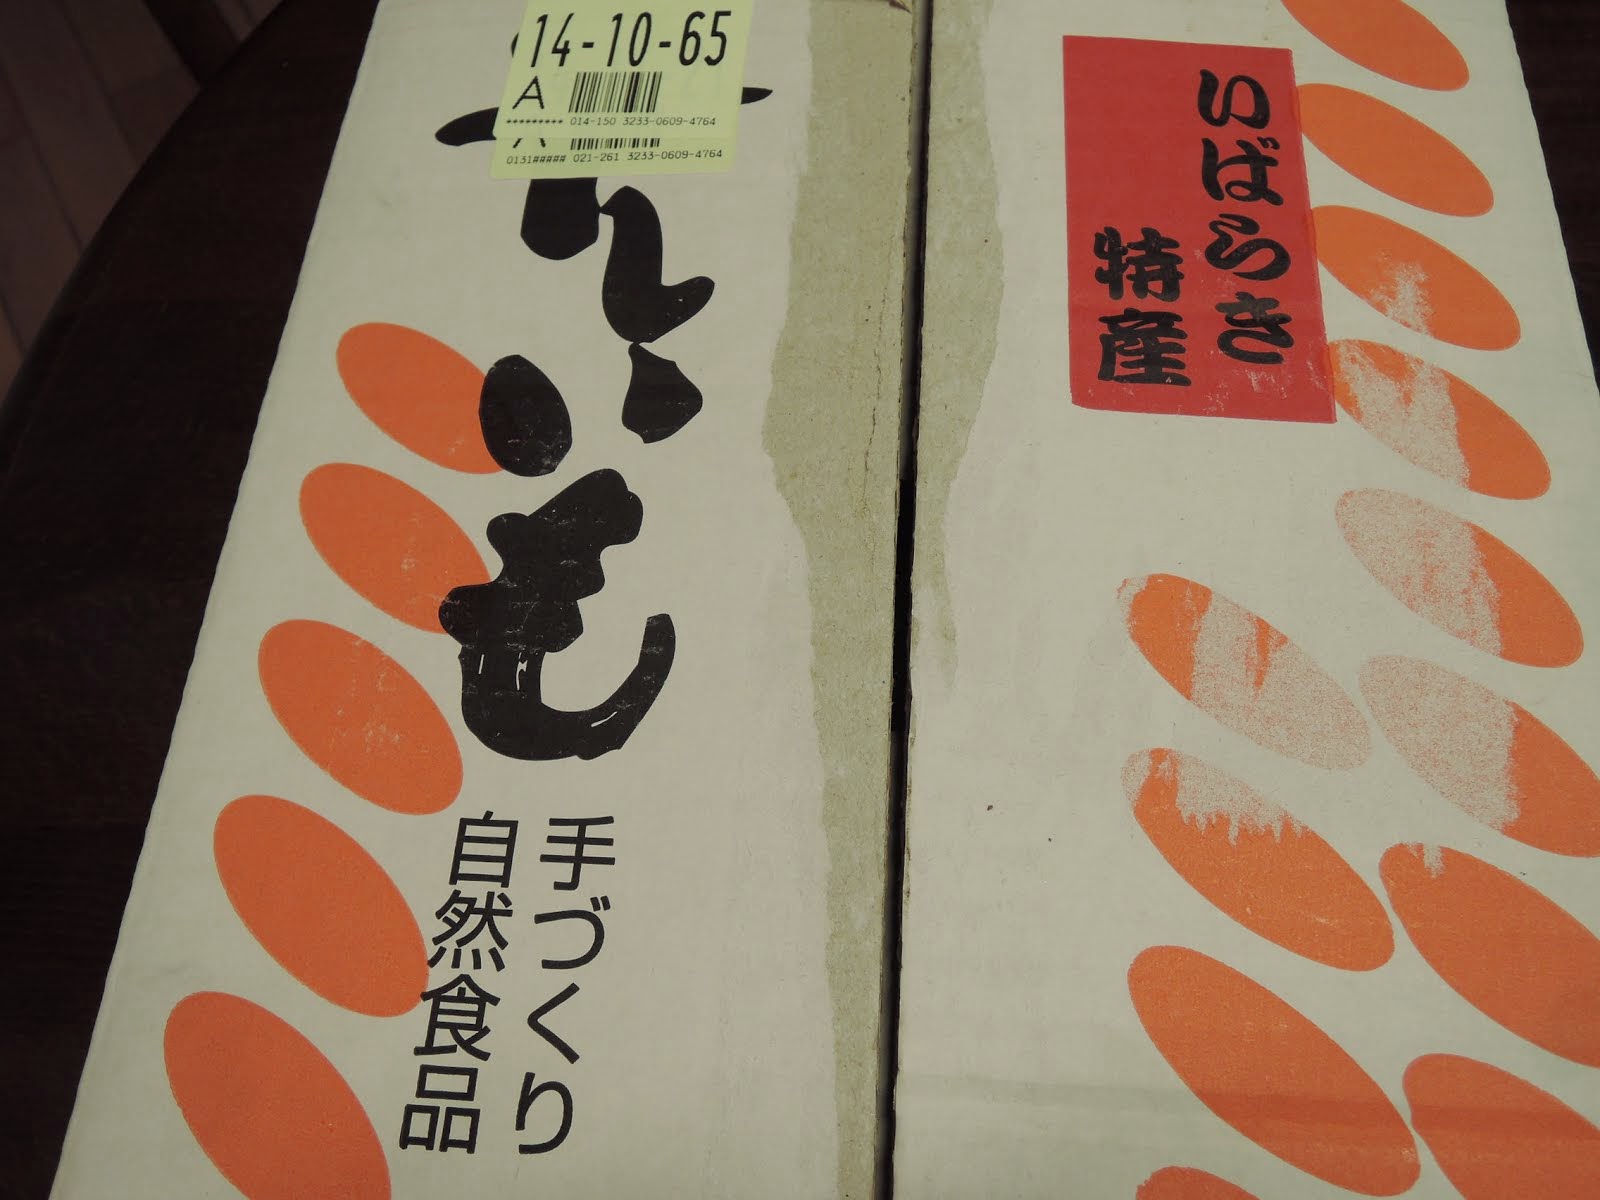 14-10-65
A
********* 014-150 3233-0609-4764
0131##### 021-261 3233-0609-4764
いばらき
特産
いも
手づくり
自然食品